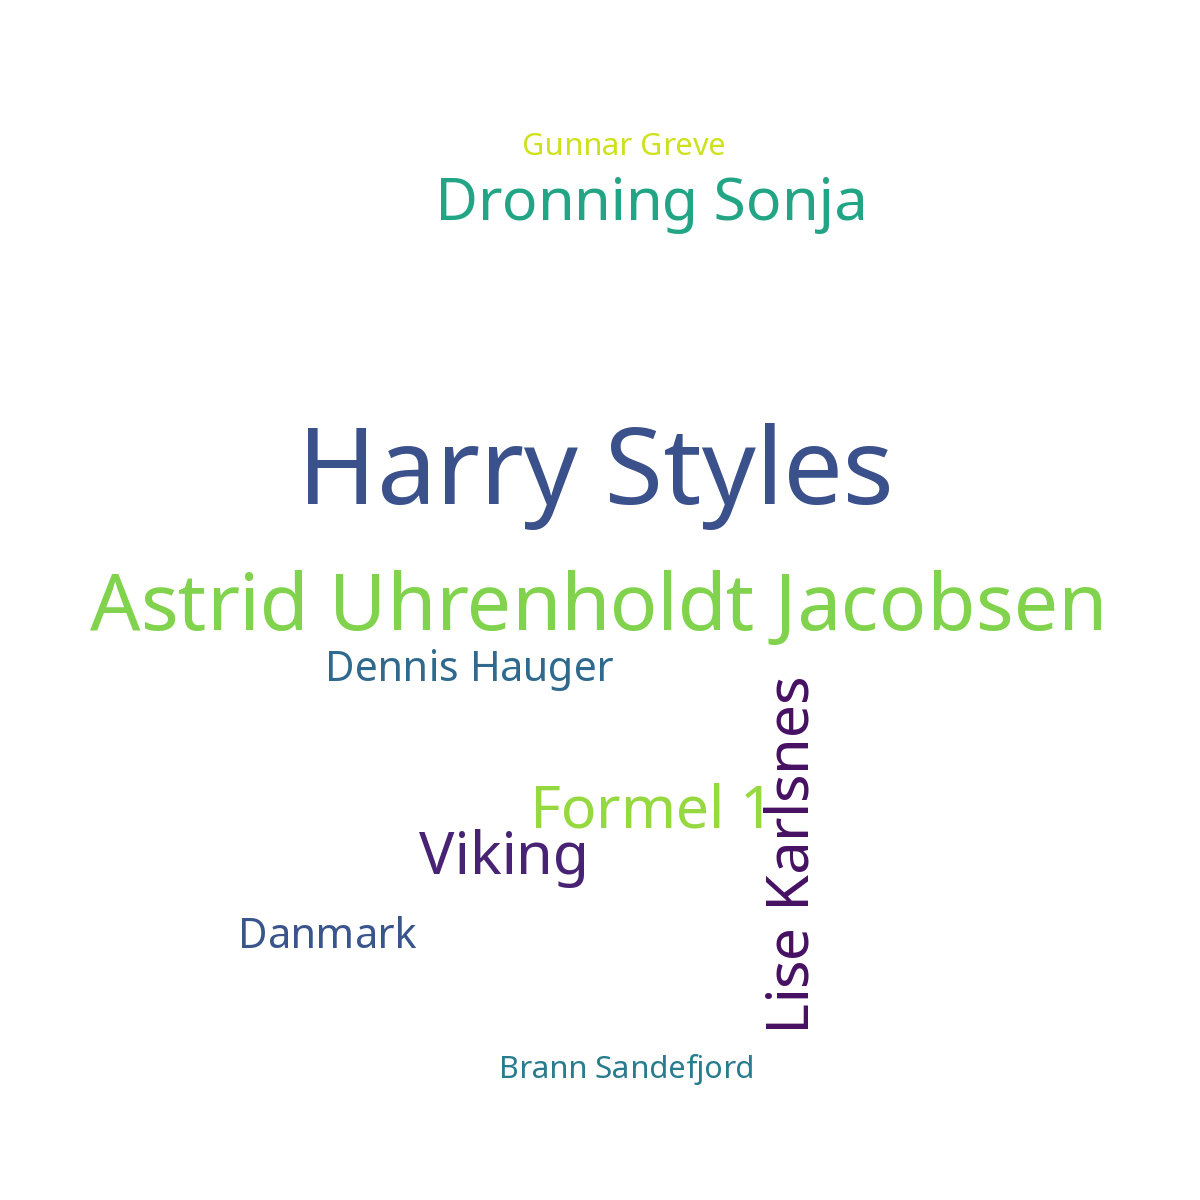 Gunnar Greve
Dronning Sonja
Harry Styles
Astrid Uhrenholdt Jacobsen
Dennis Hauger
Lise Karlsnes
Formel 1
Viking
Danmark
Brann Sandefjord